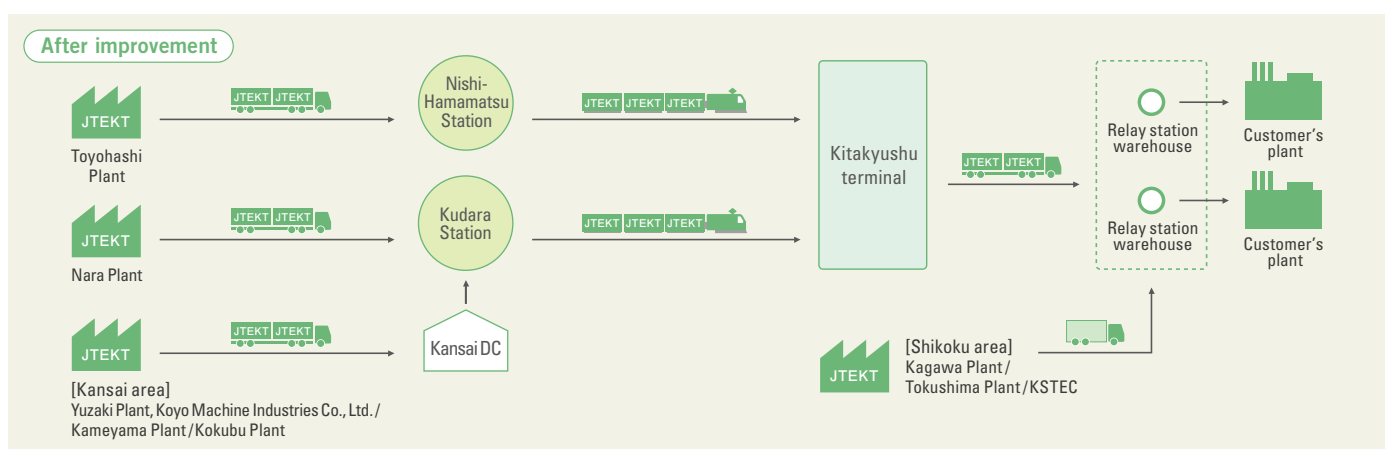 After improvement
JTEKT
Toyohashi
Plant
JTEKT JTEKT
Nishi-
Hamamatsu
Station
JTEKT JTEKT JTEKT
JTEKT
Nara Plant
JTEKT JTEKT
Kudara
Station
JTEKT JTEKT JTEKT
Kitakyushu
terminal
JTEKT JTEKT
Relay station
warehouse
Customer's
plant
Relay station
warehouse
Customer's
plant
JTEKT
[Kansai area]
Yuzaki Plant, Koyo Machine Industries Co., Ltd./
Kameyama Plant/Kokubu Plant
JTEKT JTEKT
Kansai DC
JTEKT
[Shikoku area]
Kagawa Plant/
Tokushima Plant/KSTEC